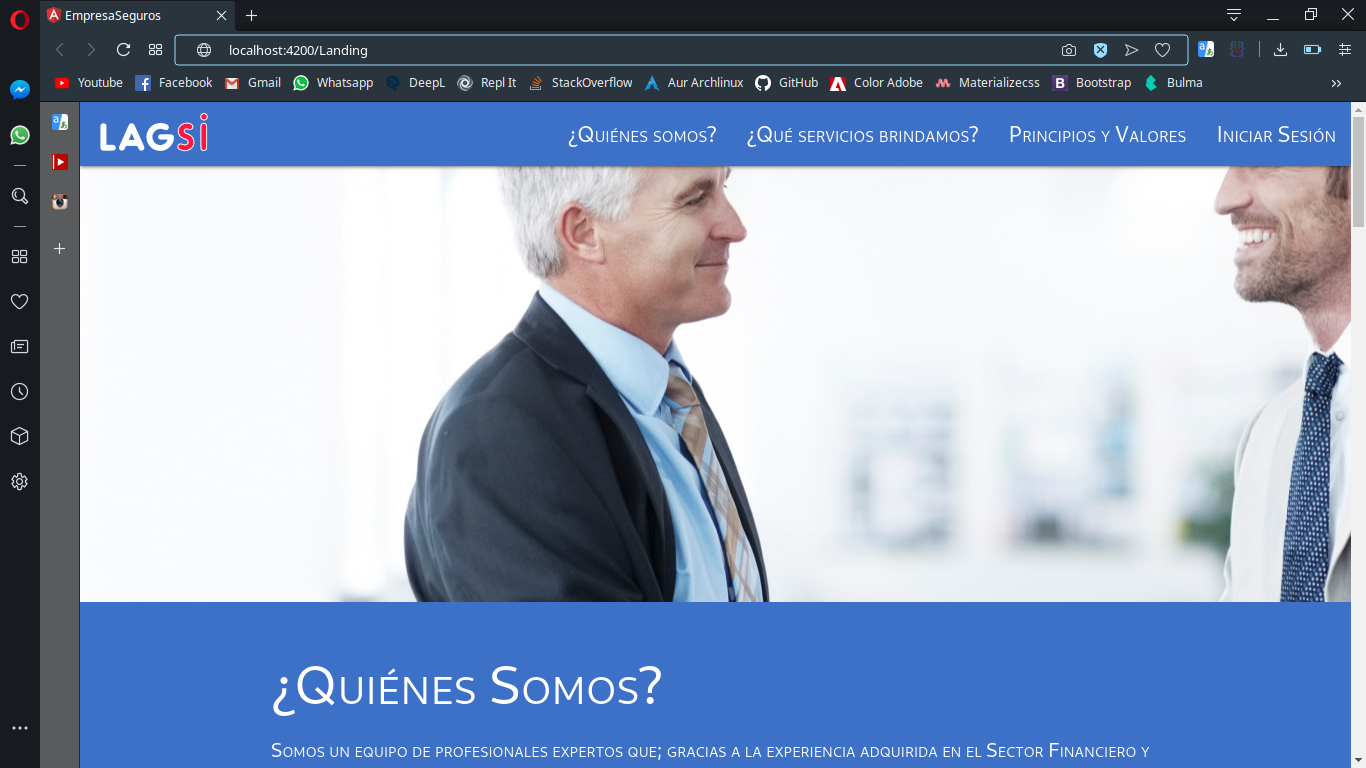 EmpresaSeguros
localhost:4200/Landing
Youtube Facebook Gmail Whatsapp DeepL Repl It StackOverflow Aur Archlinux GitHub Color Adobe Materializecss Bootstrap Bulma
LAGSi ¿Quiénes somos? ¿Qué servicios brindamos? Principios y Valores Iniciar Sesión
¿Quiénes Somos?
Somos un equipo de profesionales expertos que; gracias a la experiencia adquirida en el Sector Financiero y